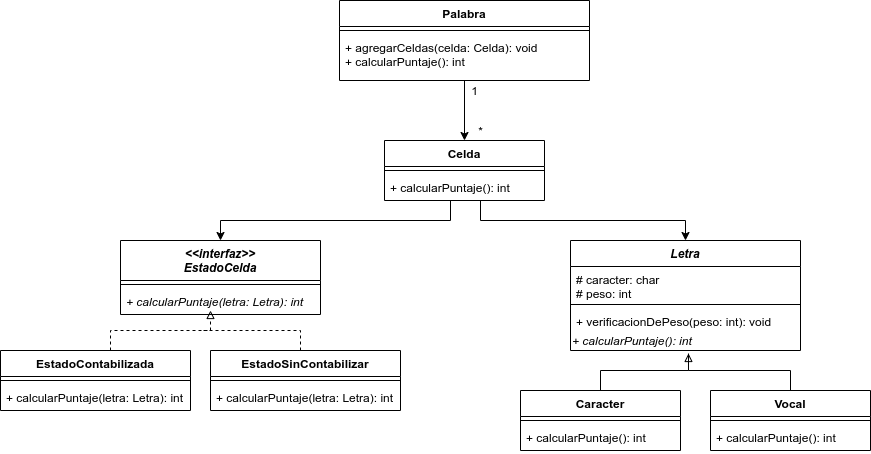 Palabra
+ agregarCeldas(celda: Celda): void
+ calcularPuntaje(): int
1
*
Celda
+ calcularPuntaje(): int
<<interfaz>>
EstadoCelda
+ calcularPuntaje(letra: Letra): int
Letra
# caracter: char
# peso: int
+ verificacionDePeso(peso: int): void
+ calcularPuntaje(): int
EstadoContabilizada
+ calcularPuntaje(letra: Letra): int
EstadoSinContabilizar
+ calcularPuntaje(letra: Letra): int
Caracter
+ calcularPuntaje(): int
Vocal
+ calcularPuntaje(): int